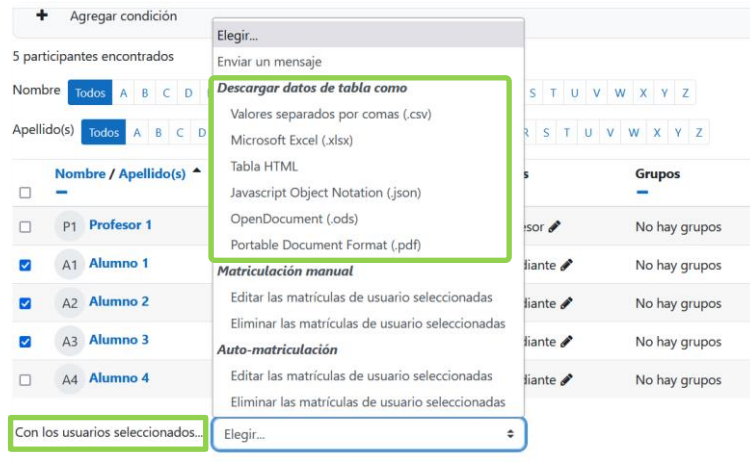 + Agregar condición
5 participantes encontrados
Nombre Todos A B C D S T U V W X Y Z
Apellido(s) Todos A B C D R S T U V W X Y Z
Nombre / Apellido(s) Grupos
P1 Profesor 1 No hay grupos
A1 Alumno 1 No hay grupos
A2 Alumno 2 No hay grupos
A3 Alumno 3 No hay grupos
A4 Alumno 4 No hay grupos
Elegir...
Enviar un mensaje
Descargar datos de tabla como
Valores separados por comas (.csv)
Microsoft Excel (.xlsx)
Tabla HTML
Javascript Object Notation (.json)
OpenDocument (.ods)
Portable Document Format (.pdf)
Matriculación manual
Editar las matrículas de usuario seleccionadas
Eliminar las matrículas de usuario seleccionadas
Auto-matriculación
Editar las matrículas de usuario seleccionadas
Eliminar las matrículas de usuario seleccionadas
Con los usuarios seleccionados... Elegir...